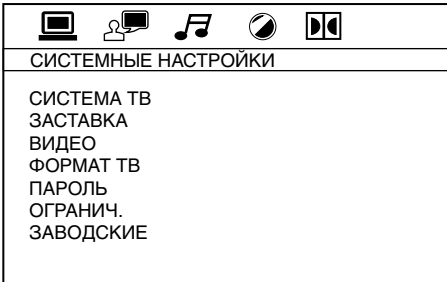 СИСТЕМНЫЕ НАСТРОЙКИ
СИСТЕМА ТВ
ЗАСТАВКА
ВИДЕО
ФОРМАТ ТВ
ПАРОЛЬ
ОГРАНИЧ.
ЗАВОДСКИЕ